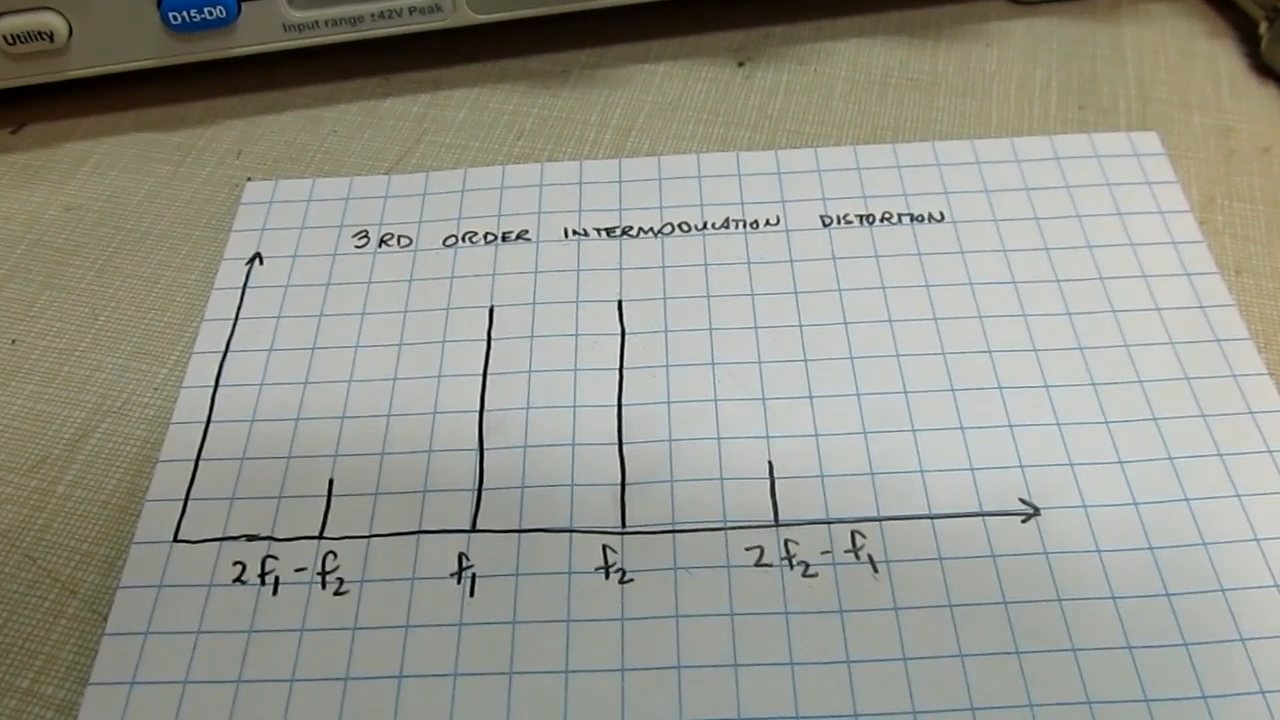 Utility
D15-D0
Input range ±42V Peak
3RD ORDER INTERMODULATION DISTORTION
2f₁ - f₂ f₁ f₂ 2f₂ - f₁